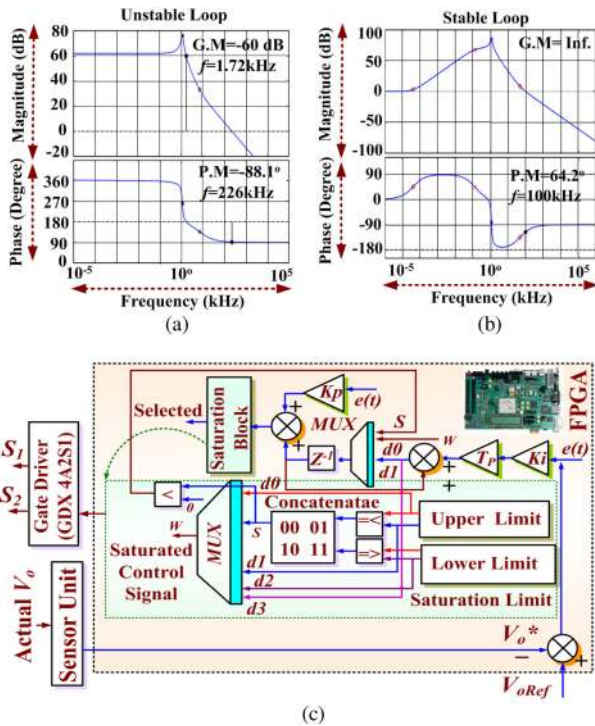 Unstable Loop
Magnitude (dB)
80
60
40
20
0
-20
G.M=-60 dB
f=1.72kHz
Phase (Degree)
360
270
180
90
0
P.M=-88.1°
f=226kHz
10⁻⁵ 10⁰ 10⁵
Frequency (kHz)
(a)
Stable Loop
Magnitude (dB)
100
50
0
-50
-100
G.M= Inf.
Phase (Degree)
90
0
-90
-180
P.M=64.2°
f=100kHz
10⁻⁵ 10⁰ 10⁵
Frequency (kHz)
(b)
FPGA
Selected
Saturation Block
Kp
e(t)
+
+
MUX
S
W
d0
d1
Z⁻¹
+
+
Tp
Ki
e(t)
S₁
S₂
Gate Driver
(GDX 4A2S1)
<
0
d0
S
W
MUX
Concatenatae
00 01
10 11
=<
=>
Upper Limit
Lower Limit
Saturated
Control
Signal
d1
d2
d3
Saturation Limit
Actual Vₒ
Sensor Unit
Vₒ*
−
+
VₒRef
(c)